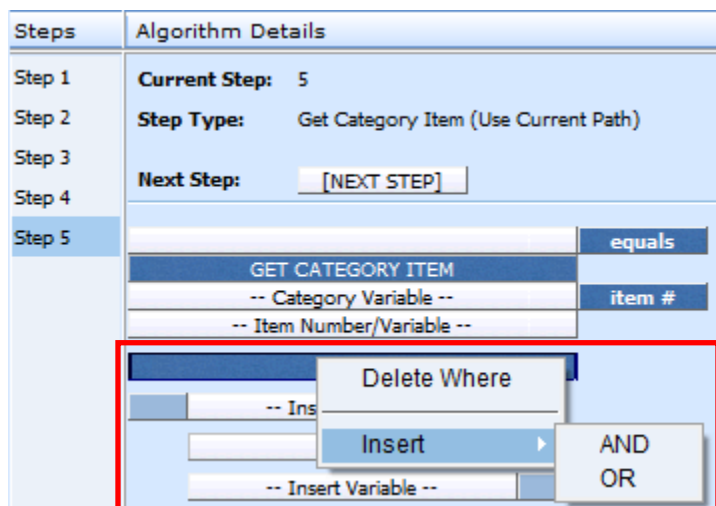 Steps
Algorithm Details
Step 1
Step 2
Step 3
Step 4
Step 5
Current Step: 5
Step Type: Get Category Item (Use Current Path)
Next Step: [NEXT STEP]
equals
GET CATEGORY ITEM
-- Category Variable -- item #
-- Item Number/Variable --
Delete Where
-- Ins
Insert
AND
OR
-- Insert Variable --